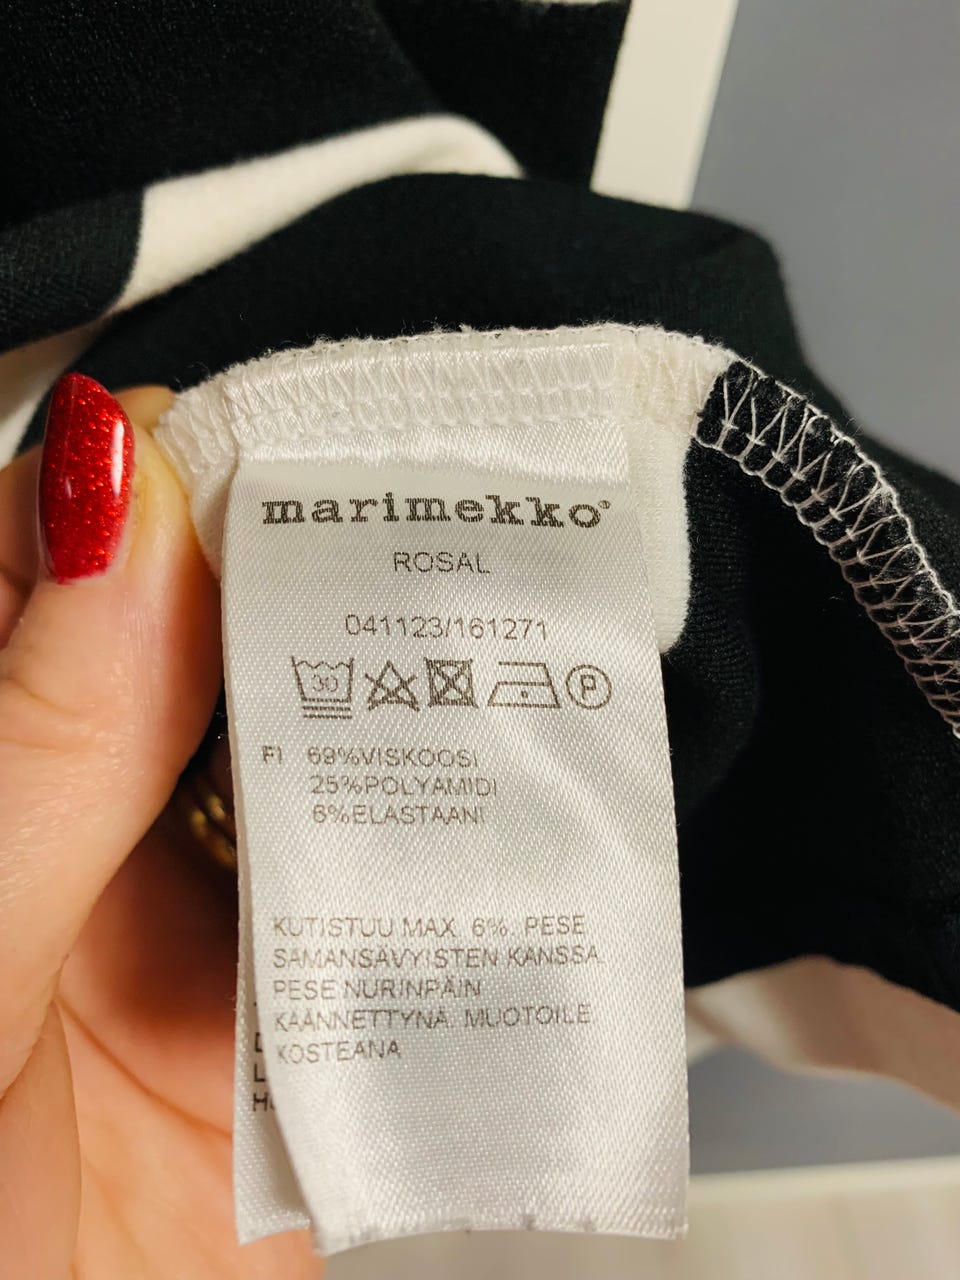 marimekko®
ROSAL
041123/161271
30
P
FI 69%VISKOOSI
25%POLYAMIDI
6%ELASTAANI
KUTISTUU MAX. 6%. PESE
SAMANSÄVYISTEN KANSSA.
PESE NURINPÄIN
KÄÄNNETTYNÄ. MUOTOILE
KOSTEANA